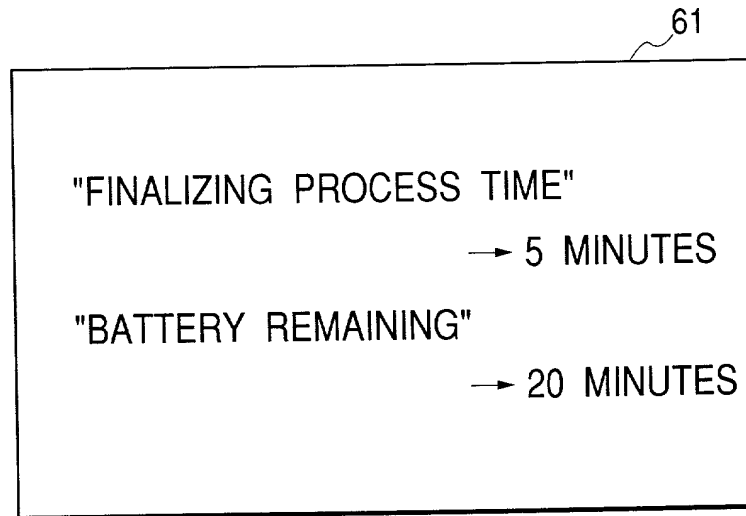 61
"FINALIZING PROCESS TIME"
→ 5 MINUTES
"BATTERY REMAINING"
→ 20 MINUTES